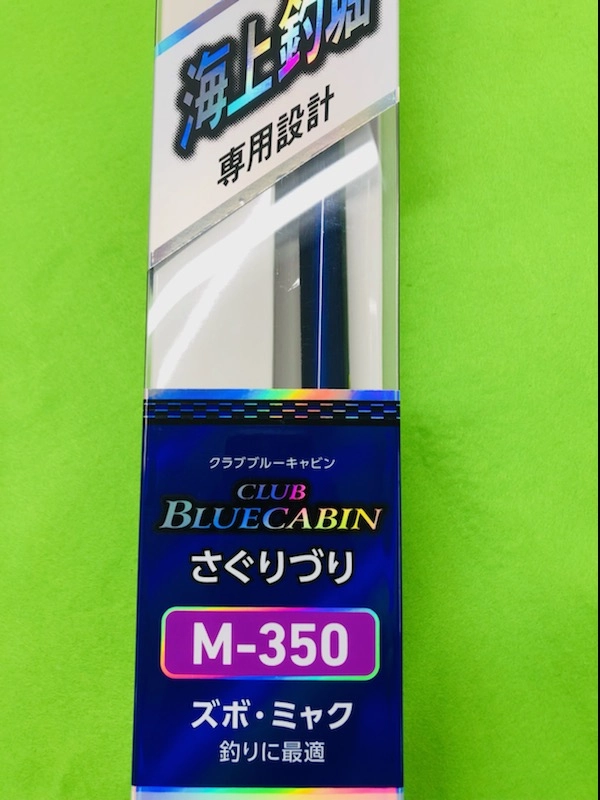 海上釣堀
専用設計
クラブブルーキャビン
CLUB
BLUECABIN
さぐりづり
M-350
ズボ・ミャク
釣りに最適